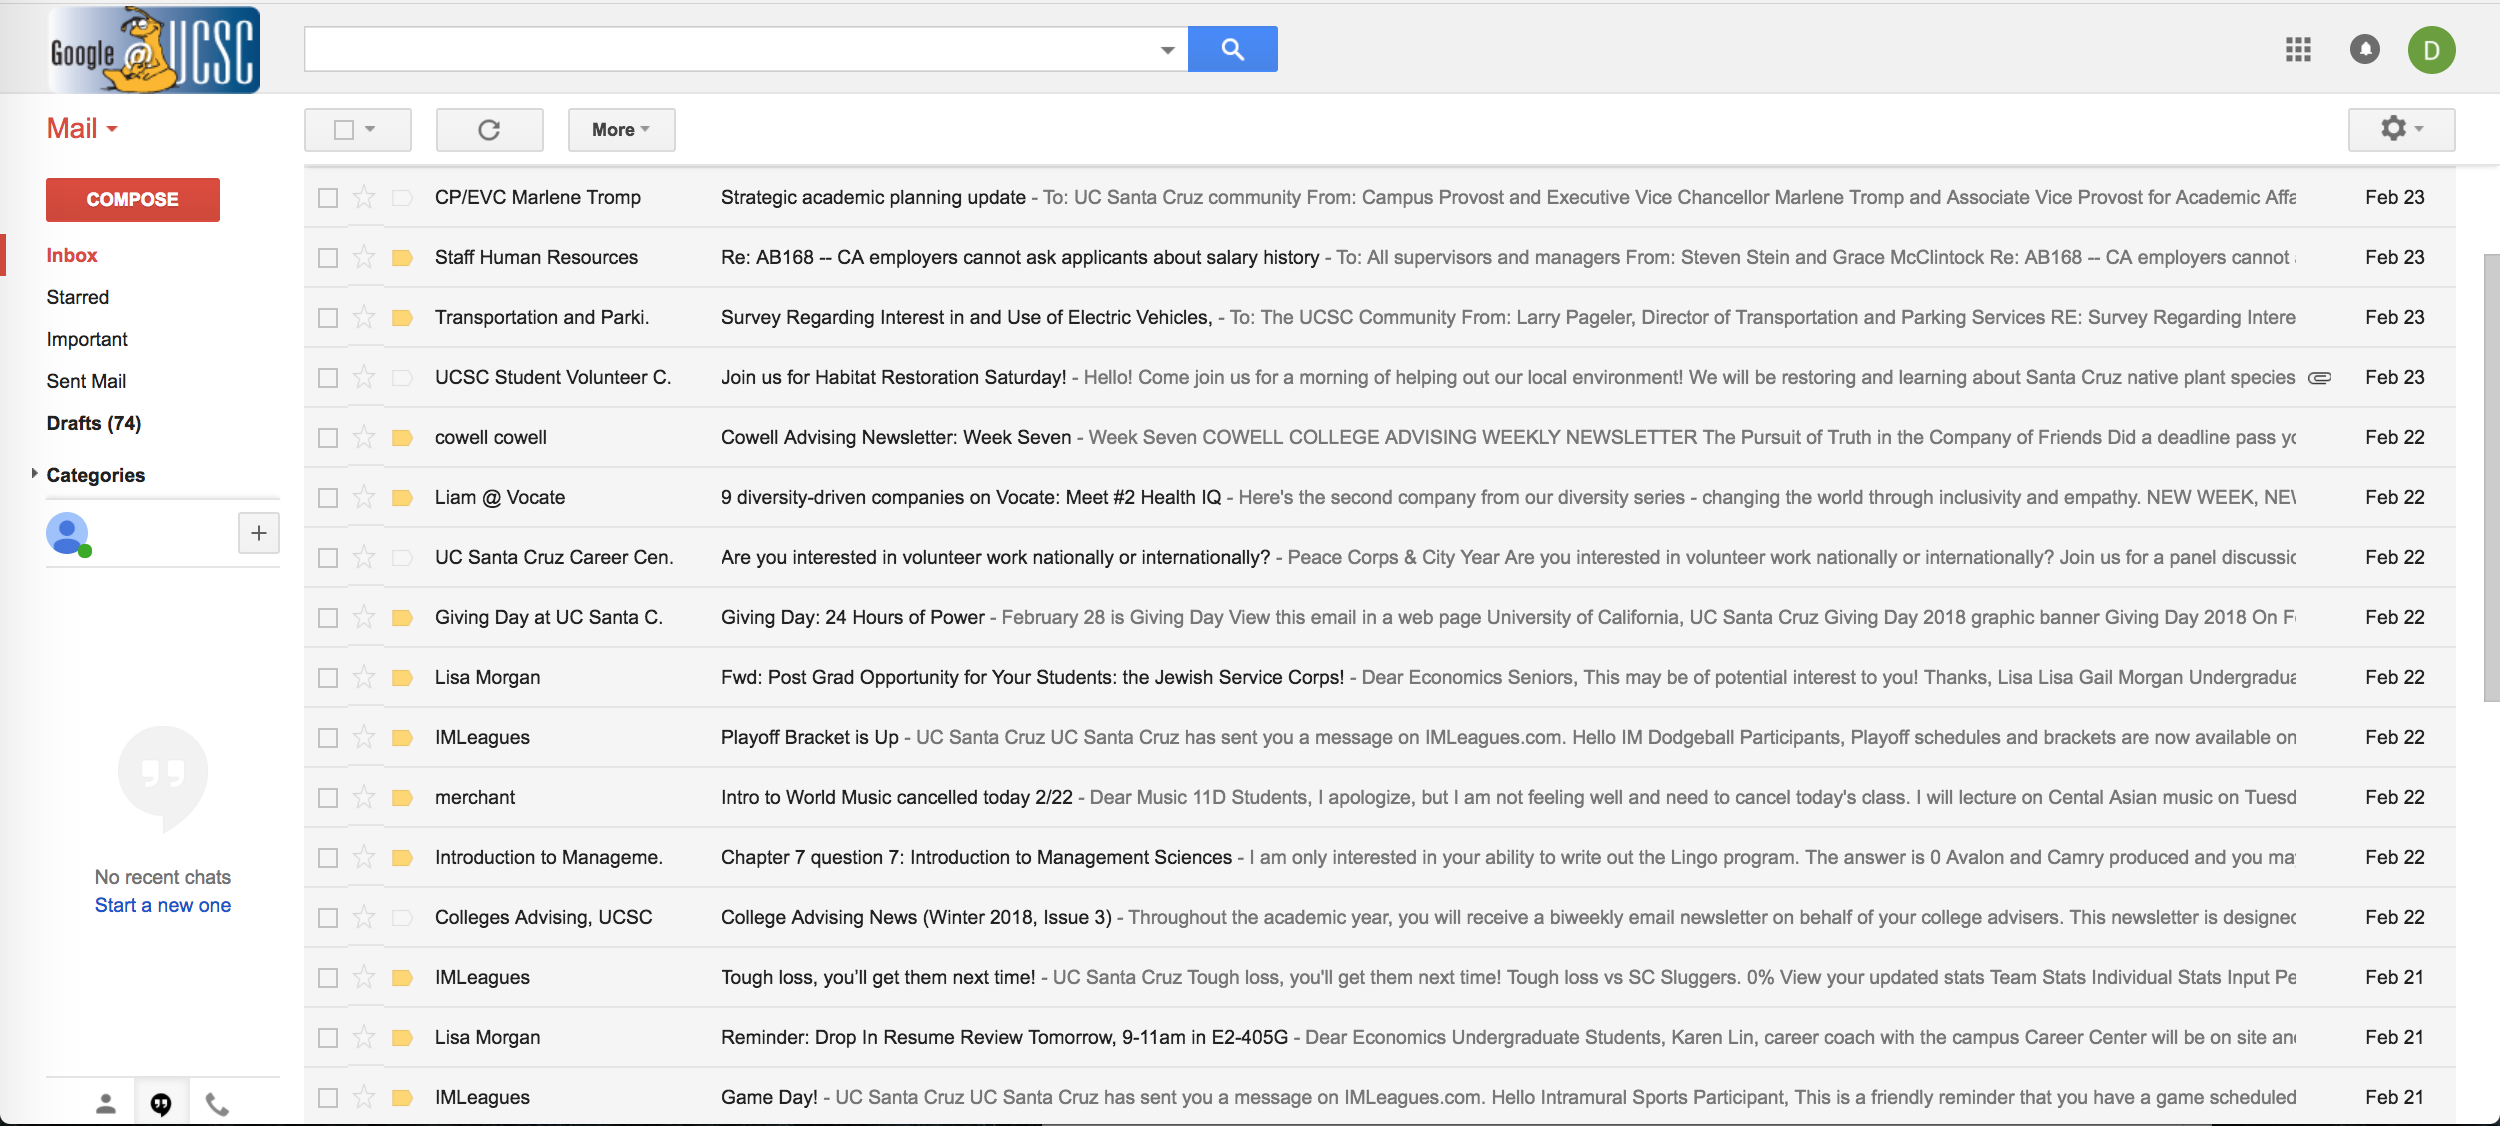 Google @ UCSC
D
Mail
More
COMPOSE
Inbox
Starred
Important
Sent Mail
Drafts (74)
Categories
No recent chats
Start a new one
CP/EVC Marlene Tromp Strategic academic planning update - To: UC Santa Cruz community From: Campus Provost and Executive Vice Chancellor Marlene Tromp and Associate Vice Provost for Academic Affa Feb 23
Staff Human Resources Re: AB168 -- CA employers cannot ask applicants about salary history - To: All supervisors and managers From: Steven Stein and Grace McClintock Re: AB168 -- CA employers cannot Feb 23
Transportation and Parki. Survey Regarding Interest in and Use of Electric Vehicles, - To: The UCSC Community From: Larry Pageler, Director of Transportation and Parking Services RE: Survey Regarding Intere Feb 23
UCSC Student Volunteer C. Join us for Habitat Restoration Saturday! - Hello! Come join us for a morning of helping out our local environment! We will be restoring and learning about Santa Cruz native plant species Feb 23
cowell cowell Cowell Advising Newsletter: Week Seven - Week Seven COWELL COLLEGE ADVISING WEEKLY NEWSLETTER The Pursuit of Truth in the Company of Friends Did a deadline pass yo Feb 22
Liam @ Vocate 9 diversity-driven companies on Vocate: Meet #2 Health IQ - Here's the second company from our diversity series - changing the world through inclusivity and empathy. NEW WEEK, NEW Feb 22
UC Santa Cruz Career Cen. Are you interested in volunteer work nationally or internationally? - Peace Corps & City Year Are you interested in volunteer work nationally or internationally? Join us for a panel discussic Feb 22
Giving Day at UC Santa C. Giving Day: 24 Hours of Power - February 28 is Giving Day View this email in a web page University of California, UC Santa Cruz Giving Day 2018 graphic banner Giving Day 2018 On F Feb 22
Lisa Morgan Fwd: Post Grad Opportunity for Your Students: the Jewish Service Corps! - Dear Economics Seniors, This may be of potential interest to you! Thanks, Lisa Lisa Gail Morgan Undergradua Feb 22
IMLeagues Playoff Bracket is Up - UC Santa Cruz UC Santa Cruz has sent you a message on IMLeagues.com. Hello IM Dodgeball Participants, Playoff schedules and brackets are now available on Feb 22
merchant Intro to World Music cancelled today 2/22 - Dear Music 11D Students, I apologize, but I am not feeling well and need to cancel today's class. I will lecture on Cental Asian music on Tuesd Feb 22
Introduction to Manageme. Chapter 7 question 7: Introduction to Management Sciences - I am only interested in your ability to write out the Lingo program. The answer is 0 Avalon and Camry produced and you ma Feb 22
Colleges Advising, UCSC College Advising News (Winter 2018, Issue 3) - Throughout the academic year, you will receive a biweekly email newsletter on behalf of your college advisers. This newsletter is designed Feb 22
IMLeagues Tough loss, you'll get them next time! - UC Santa Cruz Tough loss, you'll get them next time! Tough loss vs SC Sluggers. 0% View your updated stats Team Stats Individual Stats Input Pe Feb 21
Lisa Morgan Reminder: Drop In Resume Review Tomorrow, 9-11am in E2-405G - Dear Economics Undergraduate Students, Karen Lin, career coach with the campus Career Center will be on site and Feb 21
IMLeagues Game Day! - UC Santa Cruz UC Santa Cruz has sent you a message on IMLeagues.com. Hello Intramural Sports Participant, This is a friendly reminder that you have a game scheduled Feb 21